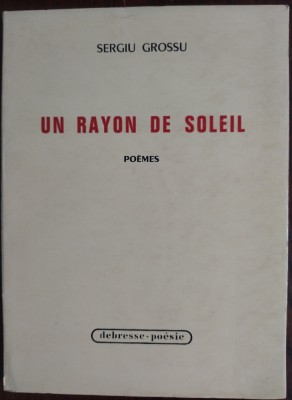 SERGIU GROSSU
UN RAYON DE SOLEIL
POÈMES
debresse-poésie